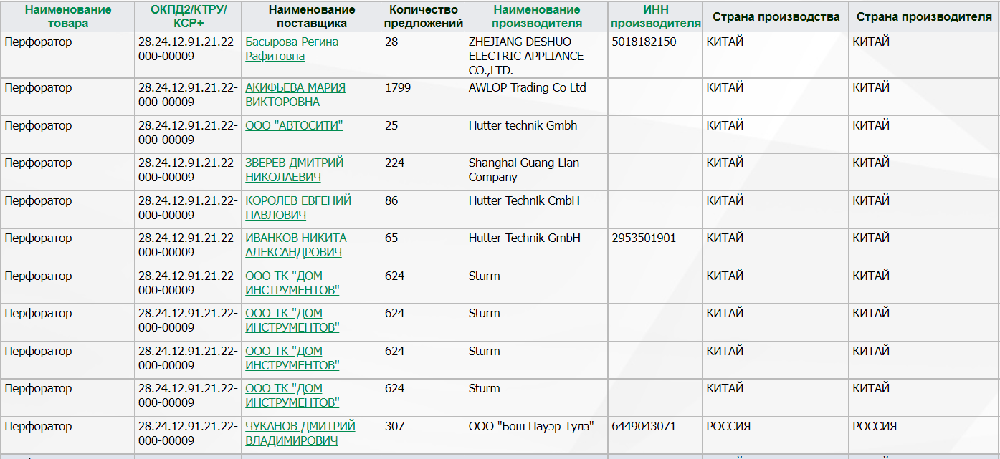 Наименование товара	ОКПД2/КТРУ/КСР+	Наименование поставщика	Количество предложений	Наименование производителя	ИНН производителя	Страна производства	Страна производителя
Перфоратор	28.24.12.91.21.22-000-00009	Басырова Регина Рафитовна	28	ZHEJIANG DESHUO ELECTRIC APPLIANCE CO.,LTD.	5018182150	КИТАЙ	КИТАЙ
Перфоратор	28.24.12.91.21.22-000-00009	АКИФЬЕВА МАРИЯ ВИКТОРОВНА	1799	AWLOP Trading Co Ltd		КИТАЙ	КИТАЙ
Перфоратор	28.24.12.91.21.22-000-00009	ООО "АВТОСИТИ"	25	Hutter technik Gmbh		КИТАЙ	КИТАЙ
Перфоратор	28.24.12.91.21.22-000-00009	ЗВЕРЕВ ДМИТРИЙ НИКОЛАЕВИЧ	224	Shanghai Guang Lian Company		КИТАЙ	КИТАЙ
Перфоратор	28.24.12.91.21.22-000-00009	КОРОЛЕВ ЕВГЕНИЙ ПАВЛОВИЧ	86	Hutter Technik CmbH		КИТАЙ	КИТАЙ
Перфоратор	28.24.12.91.21.22-000-00009	ИВАНКОВ НИКИТА АЛЕКСАНДРОВИЧ	65	Hutter Technik GmbH	2953501901	КИТАЙ	КИТАЙ
Перфоратор	28.24.12.91.21.22-000-00009	ООО ТК "ДОМ ИНСТРУМЕНТОВ"	624	Sturm		КИТАЙ	КИТАЙ
Перфоратор	28.24.12.91.21.22-000-00009	ООО ТК "ДОМ ИНСТРУМЕНТОВ"	624	Sturm		КИТАЙ	КИТАЙ
Перфоратор	28.24.12.91.21.22-000-00009	ООО ТК "ДОМ ИНСТРУМЕНТОВ"	624	Sturm		КИТАЙ	КИТАЙ
Перфоратор	28.24.12.91.21.22-000-00009	ООО ТК "ДОМ ИНСТРУМЕНТОВ"	624	Sturm		КИТАЙ	КИТАЙ
Перфоратор	28.24.12.91.21.22-000-00009	ЧУКАНОВ ДМИТРИЙ ВЛАДИМИРОВИЧ	307	ООО "Бош Пауэр Тулз"	6449043071	РОССИЯ	РОССИЯ